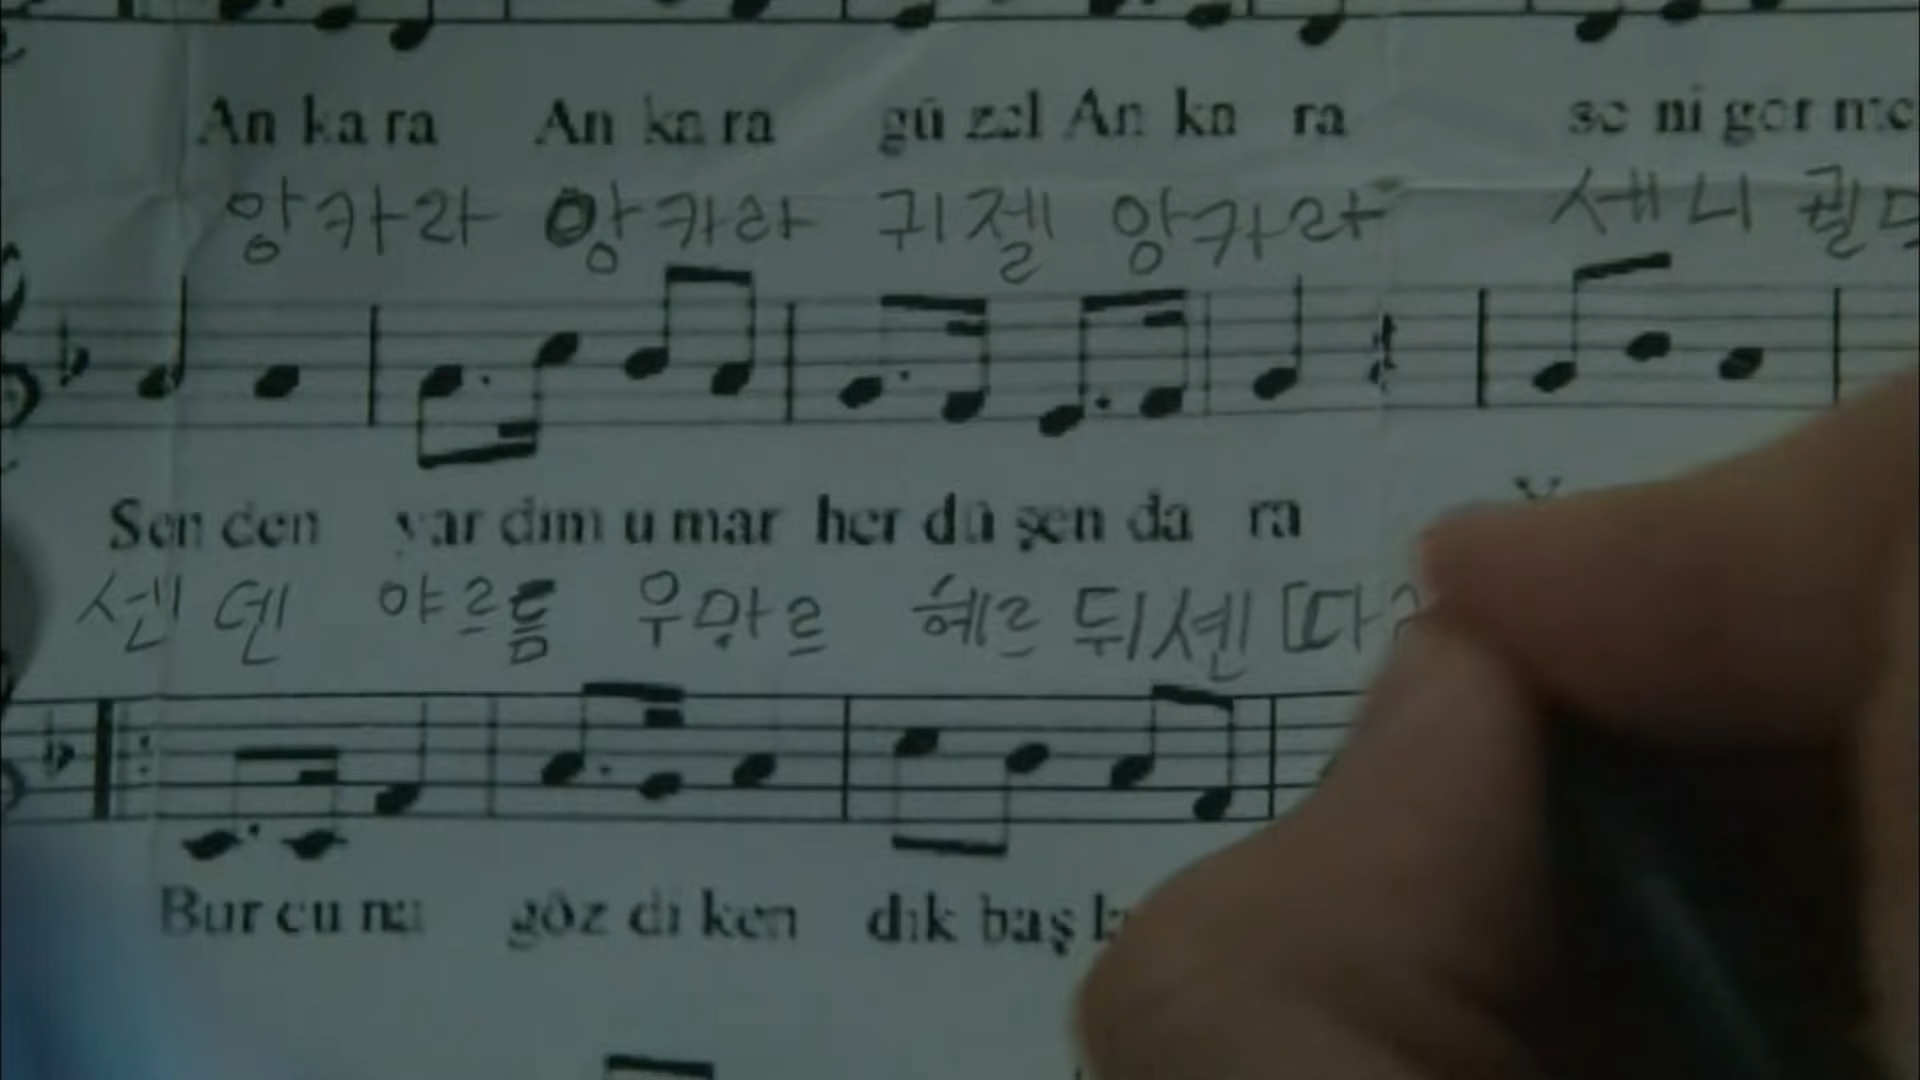 An ka ra An ka ra gü zel An ka ra se ni gör me
앙카라 앙카라 귀젤 앙카라 세니 괼
Sen den yar dım u mar her dü şen da ra
센덴 야르듬 우마르 헤르 뒤셴 따
Bur cu na göz di ken dik baş